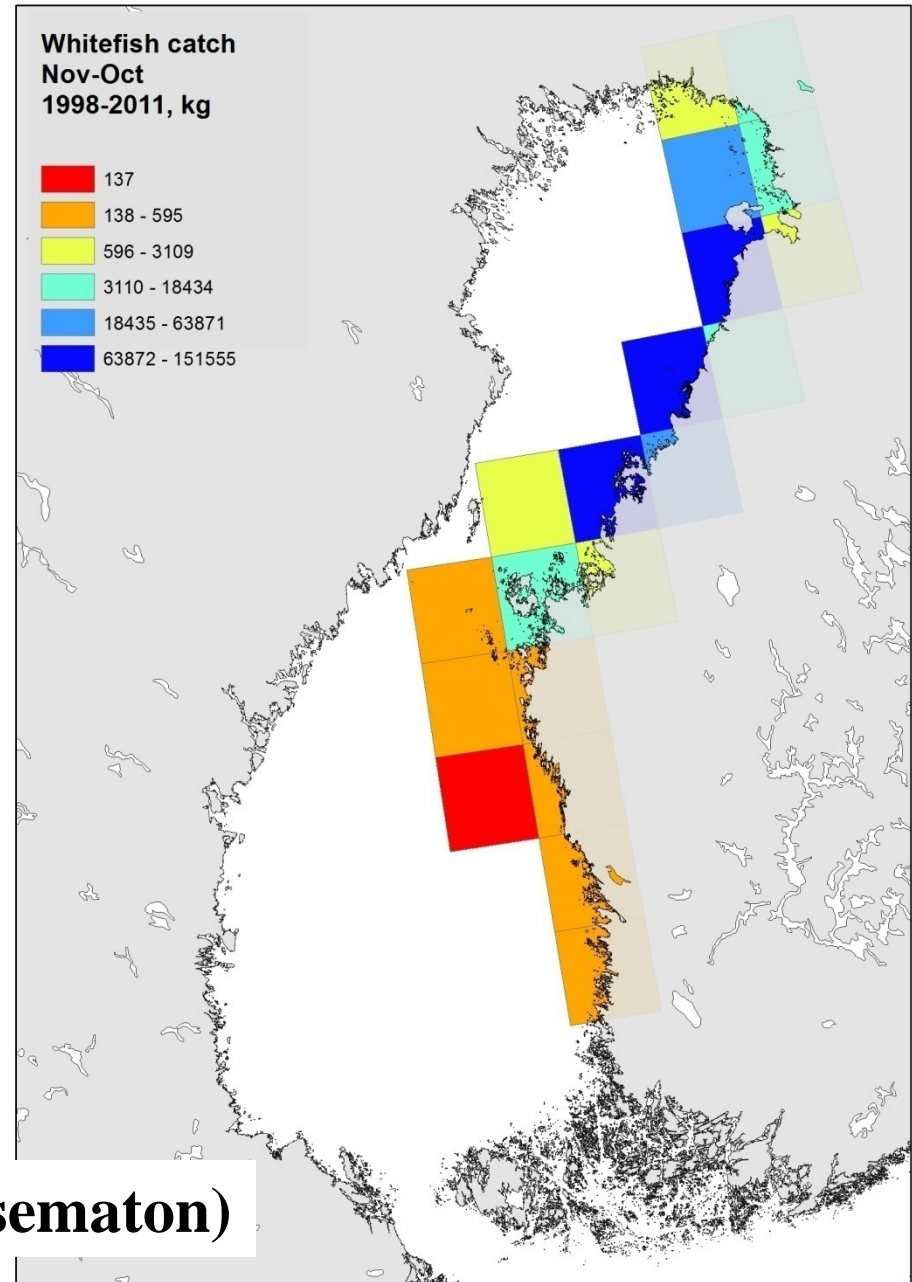 Whitefish catch
Nov-Oct
1998-2011, kg
137
138 - 595
596 - 3109
3110 - 18434
18435 - 63871
63872 - 151555
sematon)